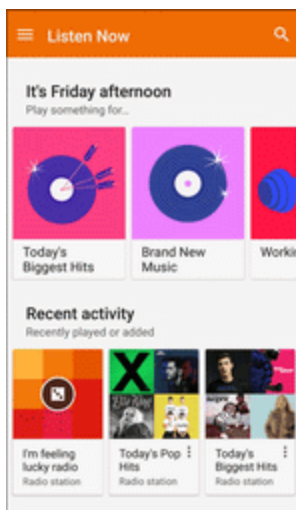 Listen Now
It's Friday afternoon
Play something for...
Today's
Biggest Hits
Brand New
Music
Recent activity
Recently played or added
I'm feeling
lucky radio
Radio station
Today's Pop
Hits
Radio station
Today's
Biggest Hits
Radio station